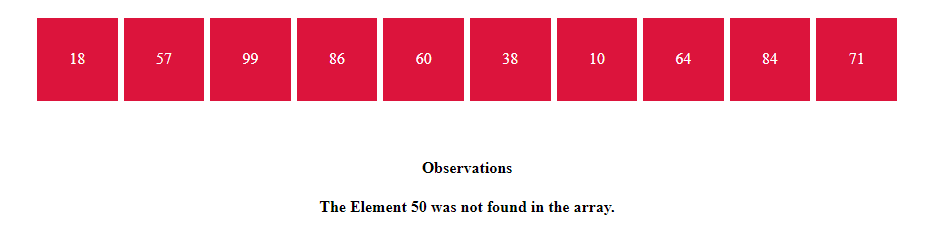 18 57 99 86 60 38 10 64 84 71
Observations
The Element 50 was not found in the array.